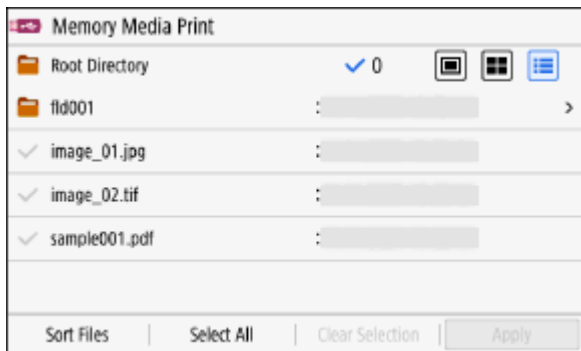 Memory Media Print
Root Directory 0
fld001 : >
image_01.jpg :
image_02.tif :
sample001.pdf :
Sort Files Select All Clear Selection Apply